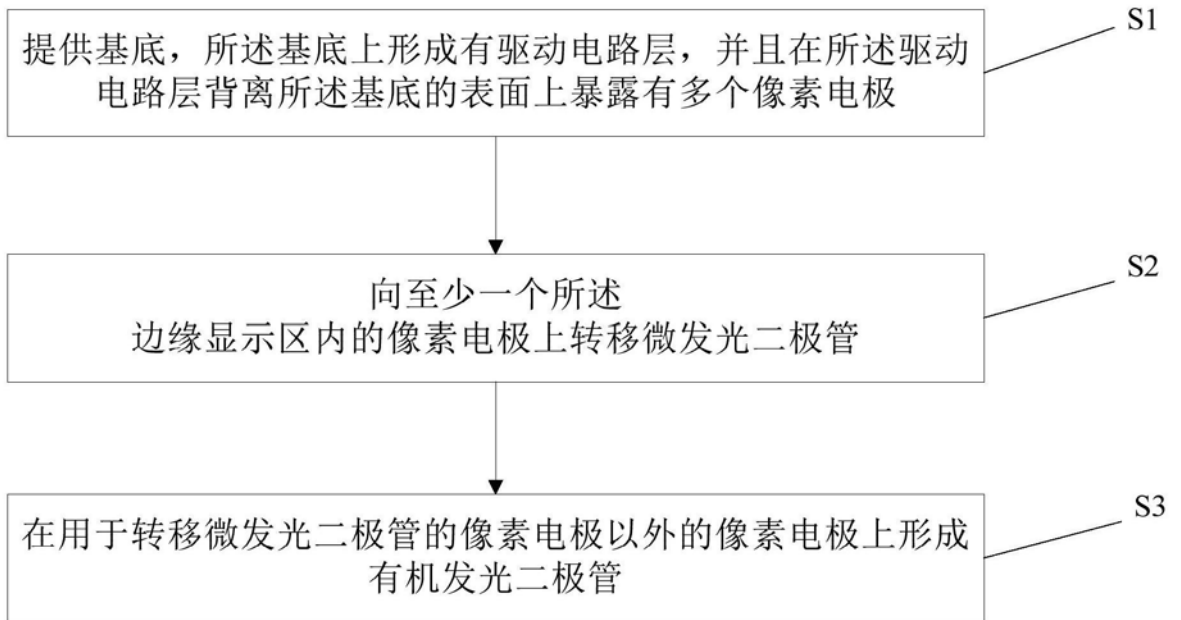 提供基底，所述基底上形成有驱动电路层，并且在所述驱动
电路层背离所述基底的表面上暴露有多个像素电极
S1
向至少一个所述
边缘显示区内的像素电极上转移微发光二极管
S2
在用于转移微发光二极管的像素电极以外的像素电极上形成
有机发光二极管
S3